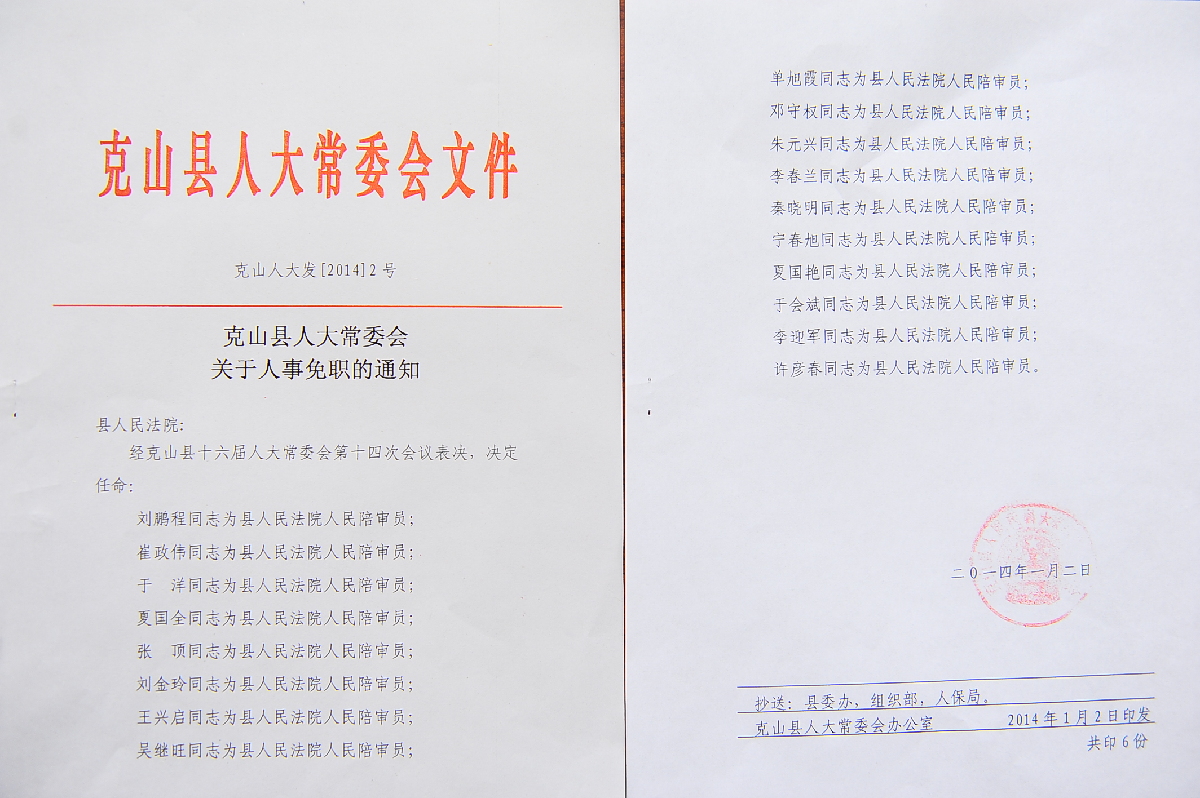 克山县人大常委会文件
克山人大发[2014]2号
克山县人大常委会
关于人事免职的通知
县人民法院:
经克山县十六届人大常委会第十四次会议表决，决定
任命:
刘鹏程同志为县人民法院人民陪审员;
崔政伟同志为县人民法院人民陪审员;
于　洋同志为县人民法院人民陪审员;
夏国全同志为县人民法院人民陪审员;
张　顶同志为县人民法院人民陪审员;
刘金玲同志为县人民法院人民陪审员;
王兴启同志为县人民法院人民陪审员;
吴继旺同志为县人民法院人民陪审员;
单旭霞同志为县人民法院人民陪审员;
邓守权同志为县人民法院人民陪审员;
朱元兴同志为县人民法院人民陪审员;
李春兰同志为县人民法院人民陪审员;
秦晓明同志为县人民法院人民陪审员;
宁春旭同志为县人民法院人民陪审员;
夏国艳同志为县人民法院人民陪审员;
于会斌同志为县人民法院人民陪审员;
李迎军同志为县人民法院人民陪审员;
许彦春同志为县人民法院人民陪审员。
二〇一四年一月二日
抄送：县委办，组织部，人保局。
克山县人大常委会办公室　2014年1月2日印发
共印6份